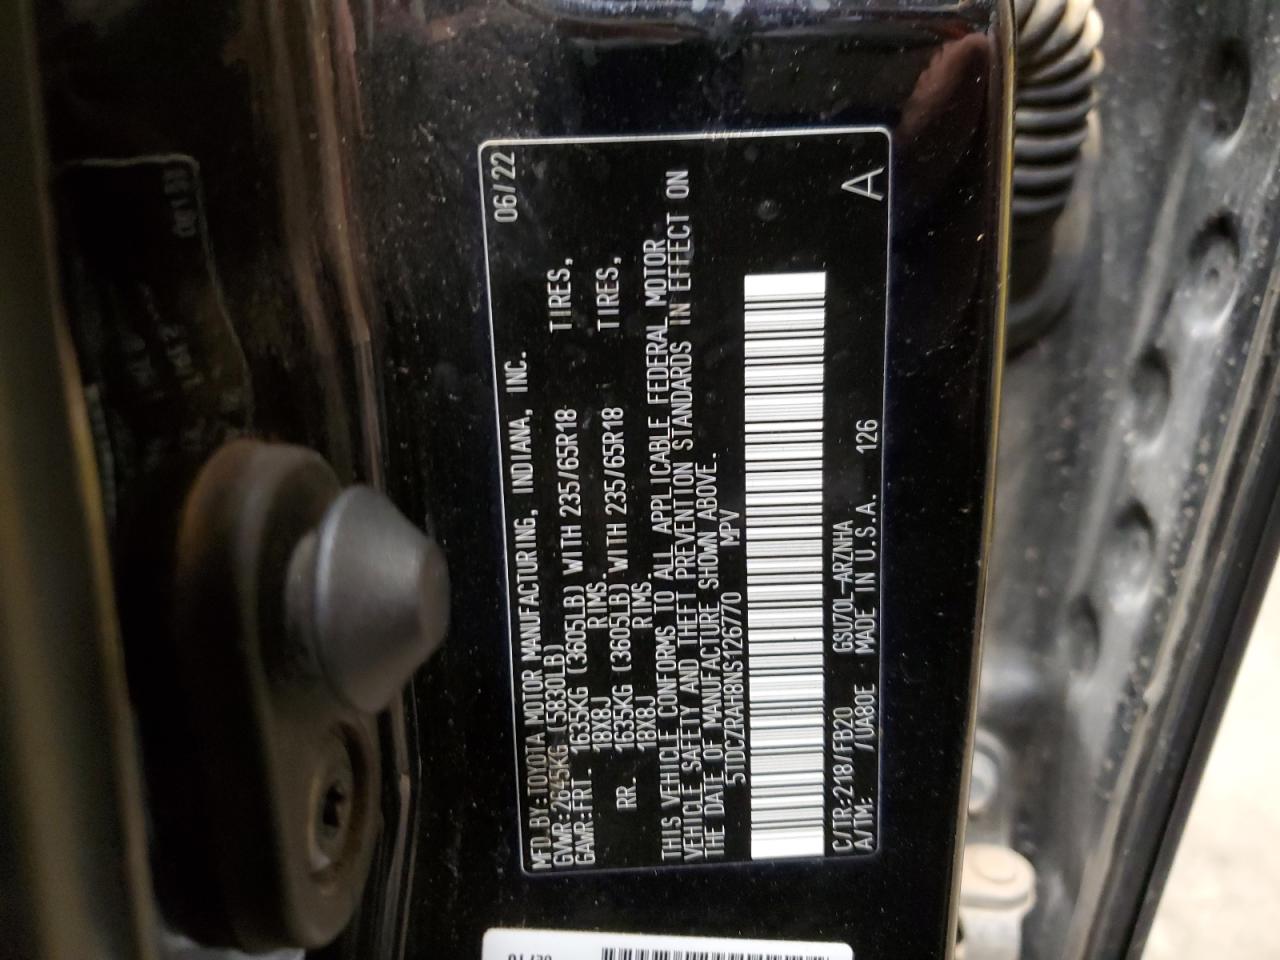 MFD.BY:TOYOTA MOTOR MANUFACTURING, INDIANA, INC. 06/22
GVWR:2645KG (5830LB)
GAWR:FRT. 1635KG (3605LB) WITH 235/65R18 TIRES,
18X8J RIMS.
RR. 1635KG (3605LB) WITH 235/65R18 TIRES,
18X8J RIMS.
THIS VEHICLE CONFORMS TO ALL APPLICABLE FEDERAL MOTOR
VEHICLE SAFETY AND THEFT PREVENTION STANDARDS IN EFFECT ON
THE DATE OF MANUFACTURE SHOWN ABOVE.
5TDCZRAH8NS126770 MPV
C/TR:218/FB20 GSU70L-ARZNHA
A/TM: /UA80E MADE IN U.S.A. 126 A